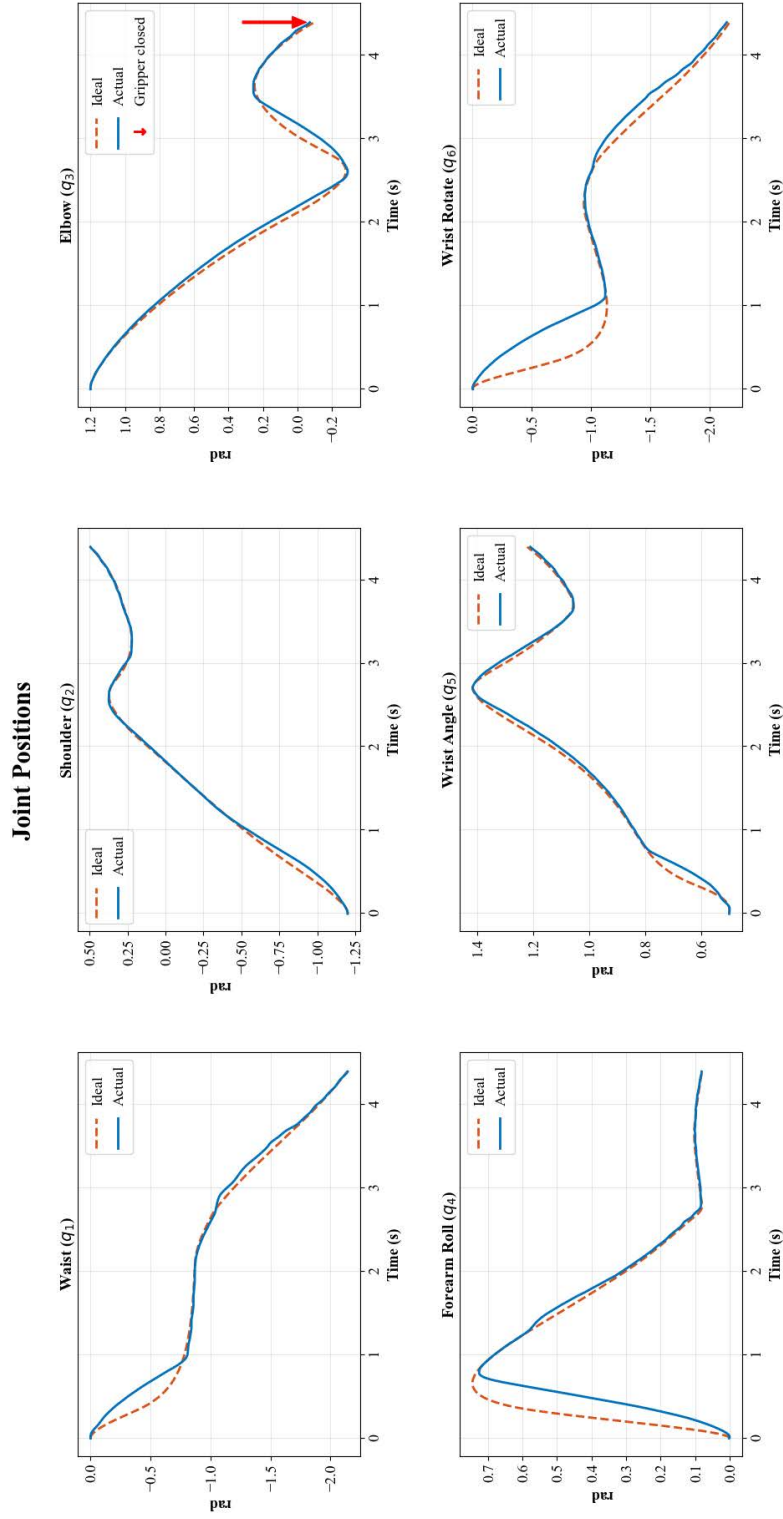 Joint Positions
Waist (q1)
0.0
−0.5
−1.0
−1.5
−2.0
rad
0 1 2 3 4
Time (s)
Ideal
Actual
Shoulder (q2)
0.50
0.25
0.00
−0.25
−0.50
−0.75
−1.00
−1.25
rad
0 1 2 3 4
Time (s)
Ideal
Actual
Elbow (q3)
1.2
1.0
0.8
0.6
0.4
0.2
0.0
−0.2
rad
0 1 2 3 4
Time (s)
Ideal
Actual
Gripper closed
Forearm Roll (q4)
0.7
0.6
0.5
0.4
0.3
0.2
0.1
0.0
rad
0 1 2 3 4
Time (s)
Ideal
Actual
Wrist Angle (q5)
1.4
1.2
1.0
0.8
0.6
rad
0 1 2 3 4
Time (s)
Ideal
Actual
Wrist Rotate (q6)
0.0
−0.5
−1.0
−1.5
−2.0
rad
0 1 2 3 4
Time (s)
Ideal
Actual